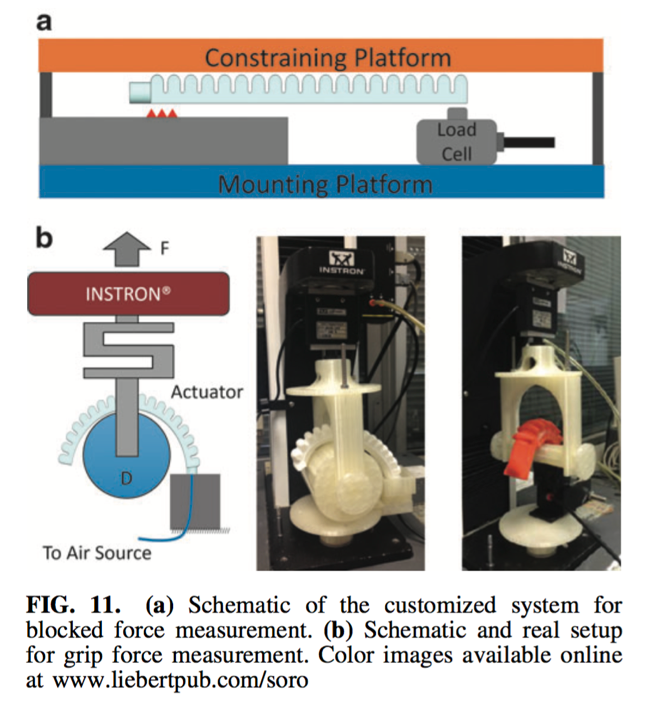 a
Constraining Platform
Load
Cell
Mounting Platform
b
F
INSTRON®
Actuator
D
To Air Source
INSTRON
INSTRON
FIG. 11. (a) Schematic of the customized system for
blocked force measurement. (b) Schematic and real setup
for grip force measurement. Color images available online
at www.liebertpub.com/soro